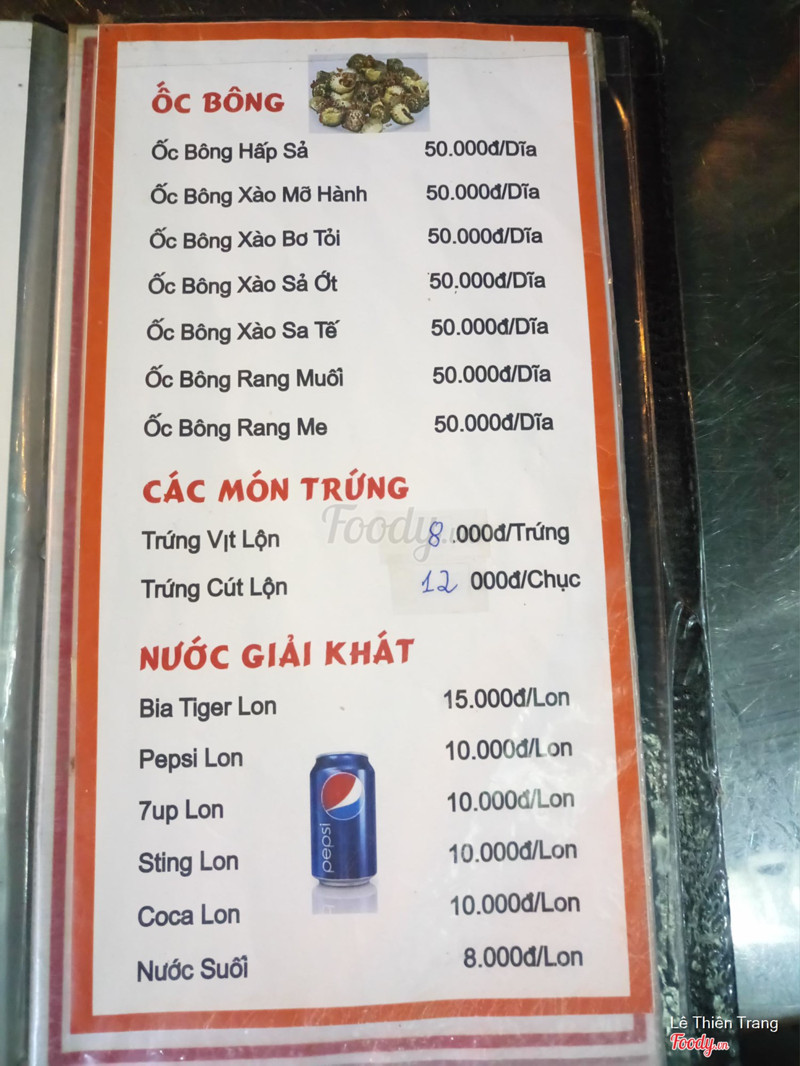 ỐC BÔNG
Ốc Bông Hấp Sả 50.000đ/Dĩa
Ốc Bông Xào Mỡ Hành 50.000đ/Dĩa
Ốc Bông Xào Bơ Tỏi 50.000đ/Dĩa
Ốc Bông Xào Sả Ớt 50.000đ/Dĩa
Ốc Bông Xào Sa Tế 50.000đ/Dĩa
Ốc Bông Rang Muối 50.000đ/Dĩa
Ốc Bông Rang Me 50.000đ/Dĩa
CÁC MÓN TRỨNG
Foody.vn
Trứng Vịt Lộn 8.000đ/Trứng
Trứng Cút Lộn 12 000đ/Chục
NƯỚC GIẢI KHÁT
Bia Tiger Lon 15.000đ/Lon
Pepsi Lon 10.000đ/Lon
7up Lon 10.000đ/Lon
Sting Lon 10.000đ/Lon
pepsi
Coca Lon 10.000đ/Lon
Nước Suối 8.000đ/Lon
Lê Thiên Trang
Foody.vn